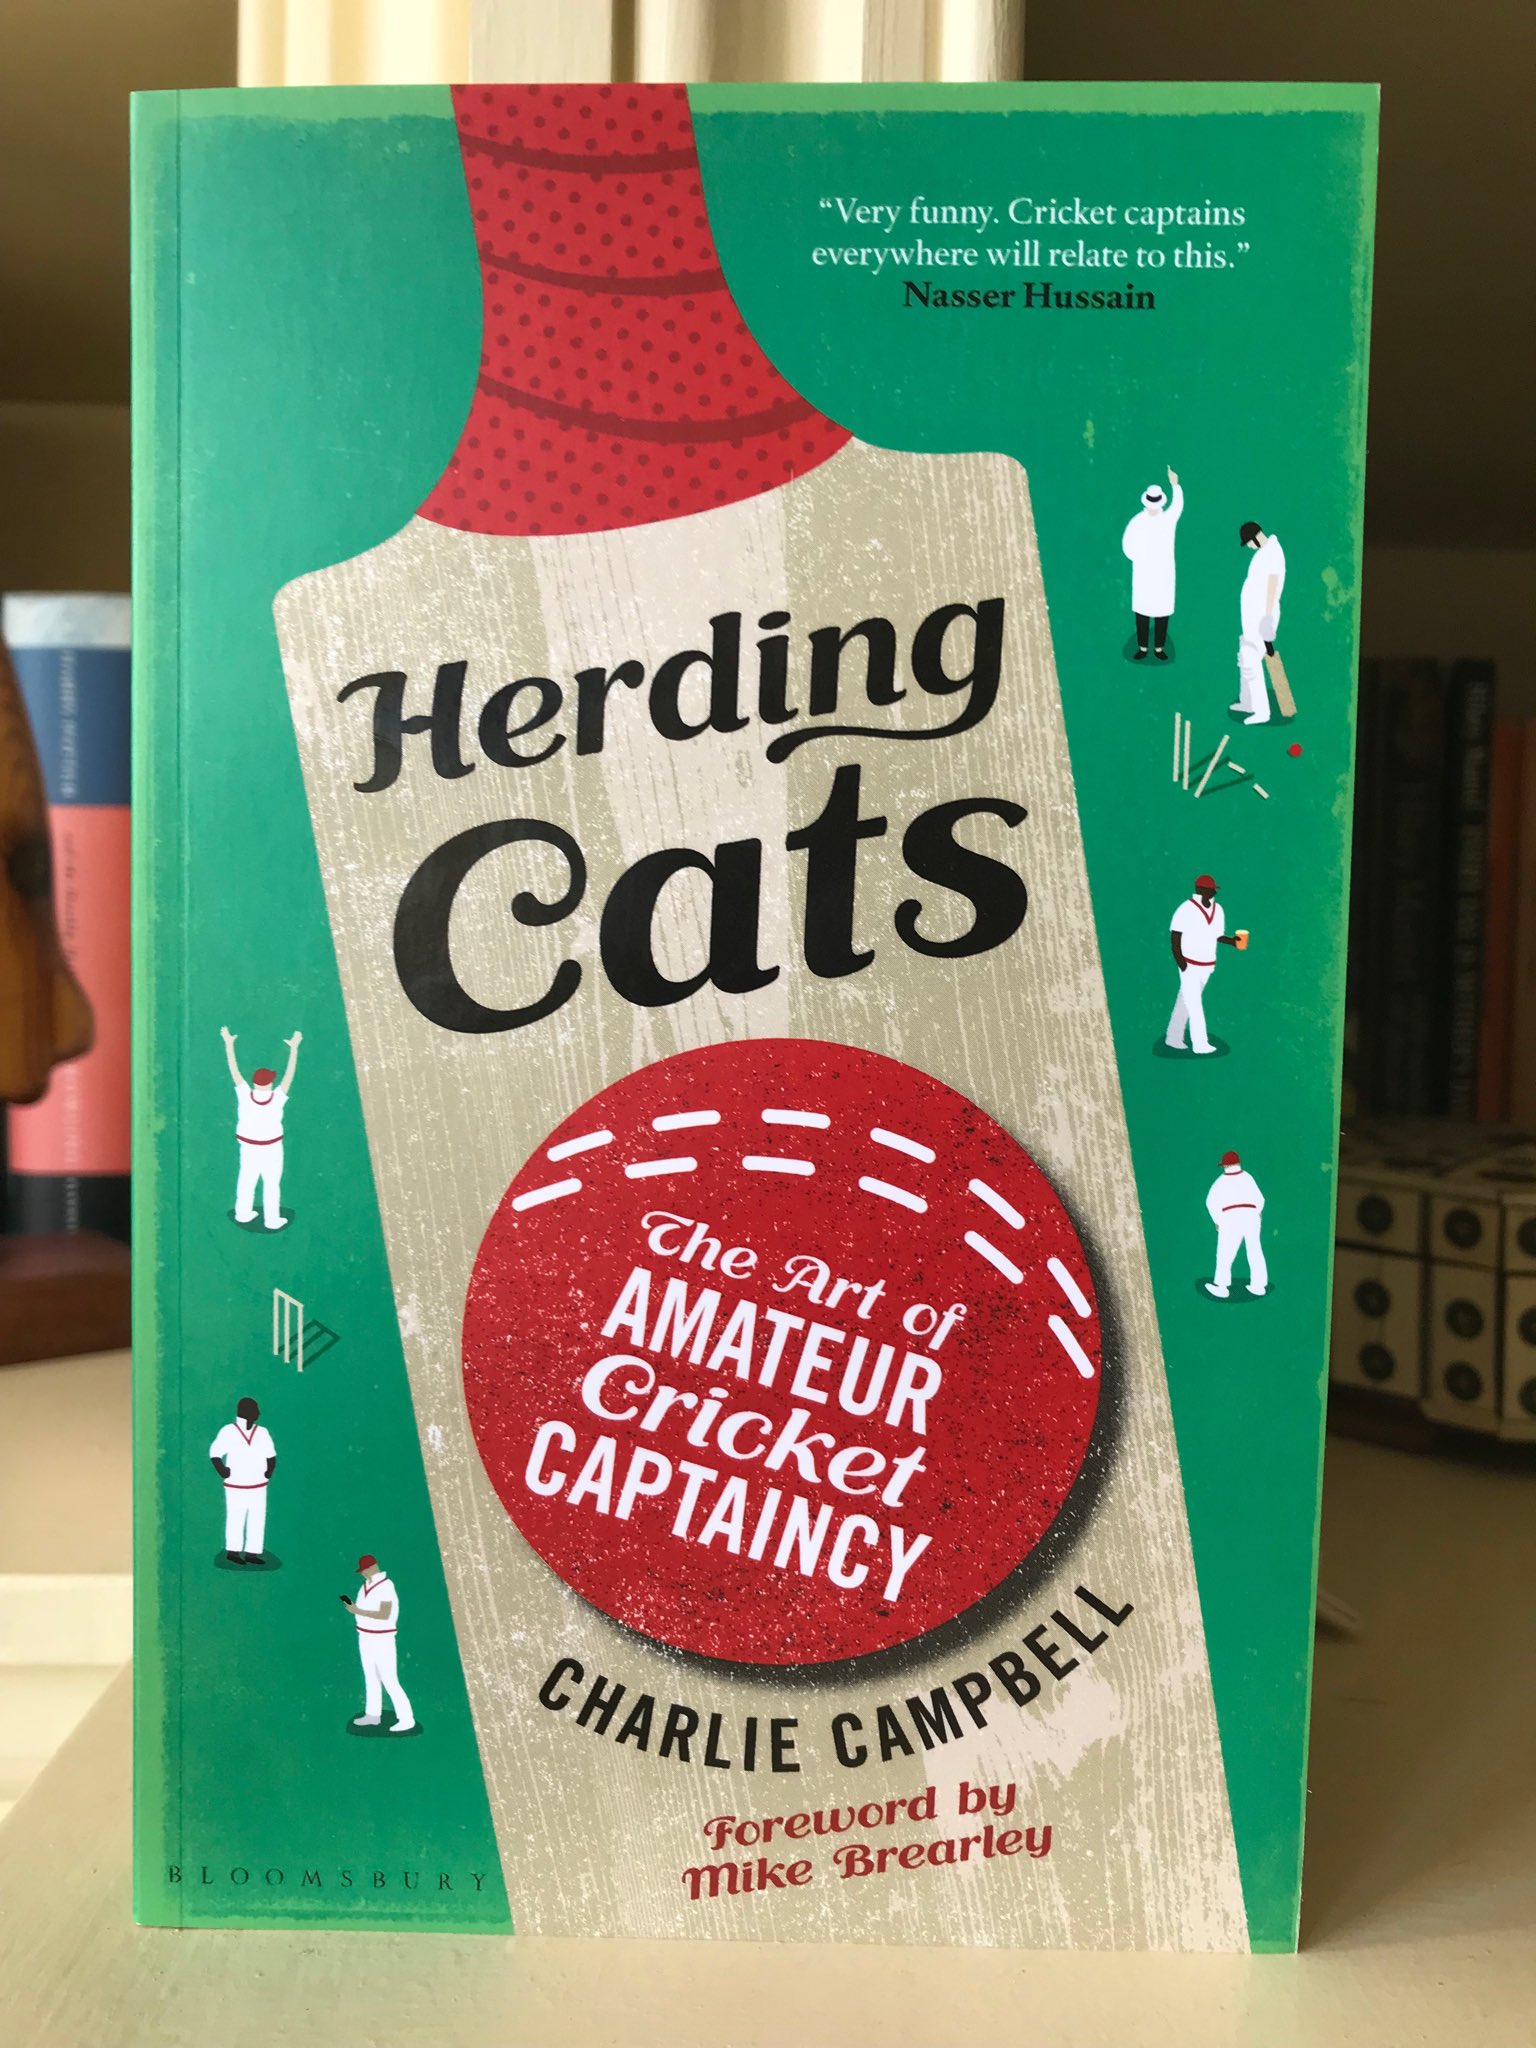 “Very funny. Cricket captains
everywhere will relate to this.”
Nasser Hussain
Herding
Cats
The Art of
AMATEUR
Cricket
CAPTAINCY
CHARLIE CAMPBELL
Foreword by
Mike Brearley
BLOOMSBURY